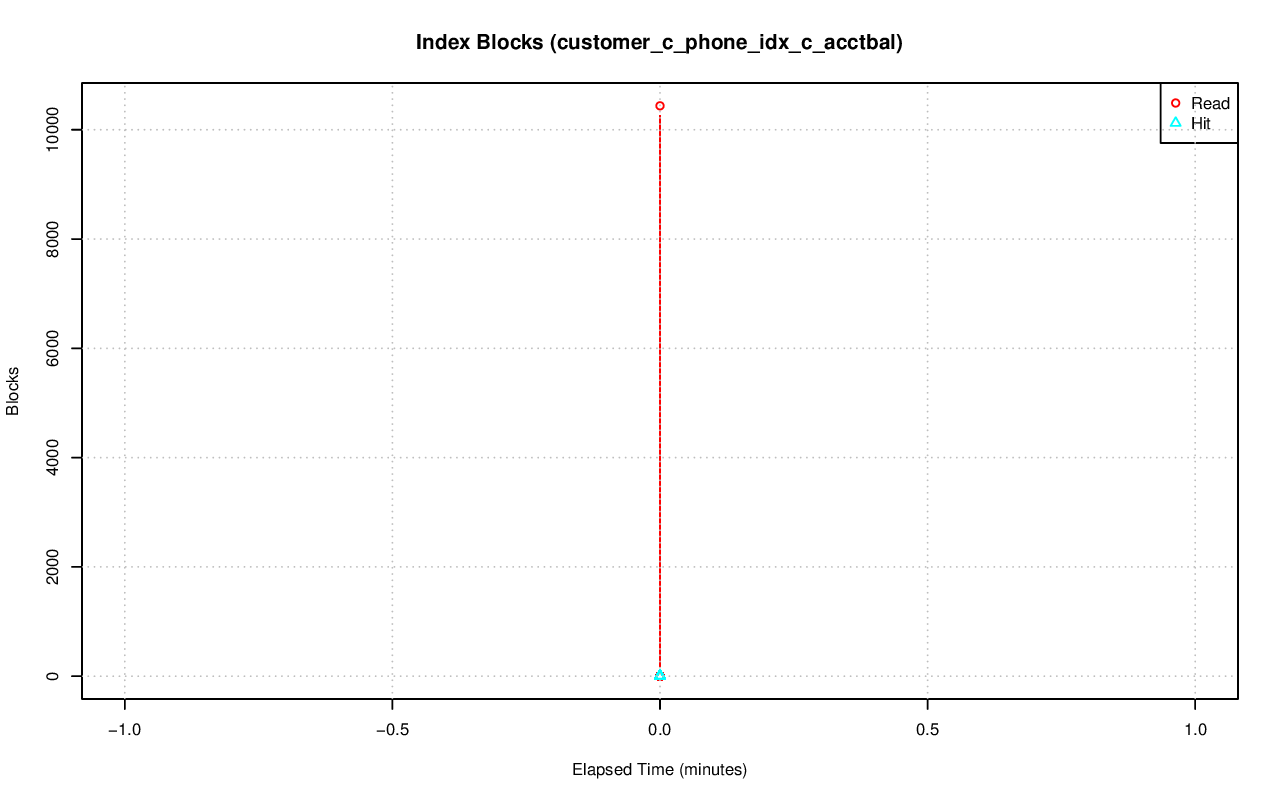 Index Blocks (customer_c_phone_idx_c_acctbal)
Read
Hit
10000
8000
6000
4000
2000
0
Blocks
−1.0
−0.5
0.0
0.5
1.0
Elapsed Time (minutes)